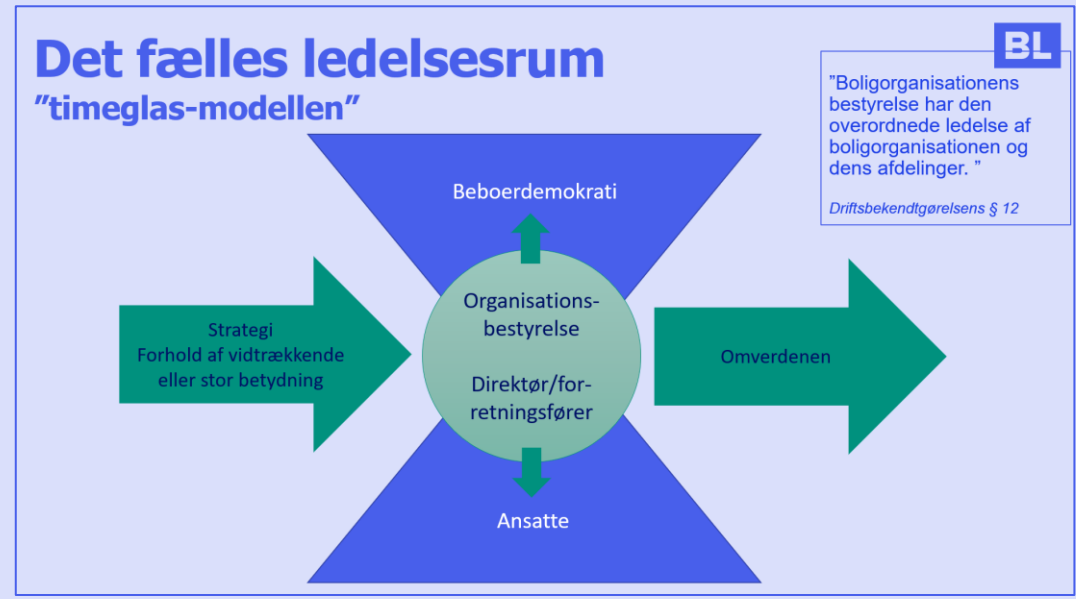 Det fælles ledelsesrum
”timeglas-modellen”
BL
”Boligorganisationens
bestyrelse har den
overordnede ledelse af
boligorganisationen og
dens afdelinger. ”
Driftsbekendtgørelsens § 12
Beboerdemokrati
Strategi
Forhold af vidtrækkende
eller stor betydning
Organisations-
bestyrelse
Direktør/for-
retningsfører
Omverdenen
Ansatte